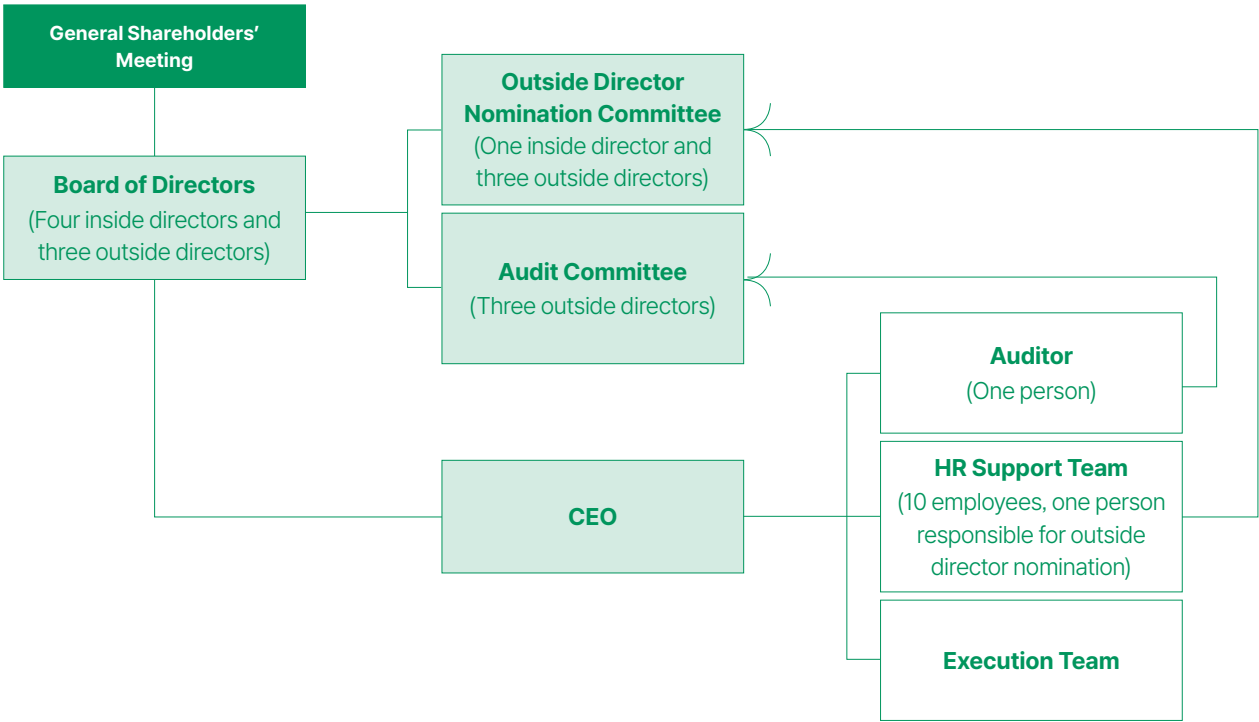 General Shareholders’
Meeting
Board of Directors
(Four inside directors and
three outside directors)
Outside Director
Nomination Committee
(One inside director and
three outside directors)
Audit Committee
(Three outside directors)
CEO
Auditor
(One person)
HR Support Team
(10 employees, one person
responsible for outside
director nomination)
Execution Team